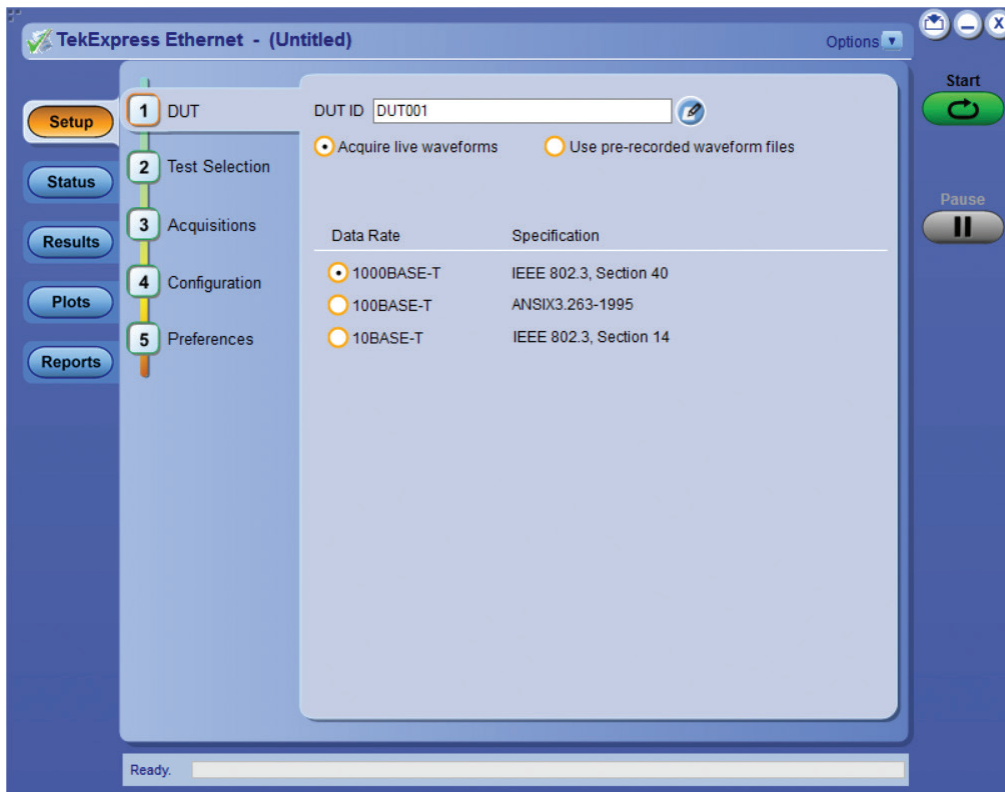 TekExpress Ethernet - (Untitled)
Options
X
Start
Pause
Setup
Status
Results
Plots
Reports
1 DUT
2 Test Selection
3 Acquisitions
4 Configuration
5 Preferences
DUT ID DUT001
Acquire live waveforms Use pre-recorded waveform files
Data Rate Specification
1000BASE-T IEEE 802.3, Section 40
100BASE-T ANSIX3.263-1995
10BASE-T IEEE 802.3, Section 14
Ready.